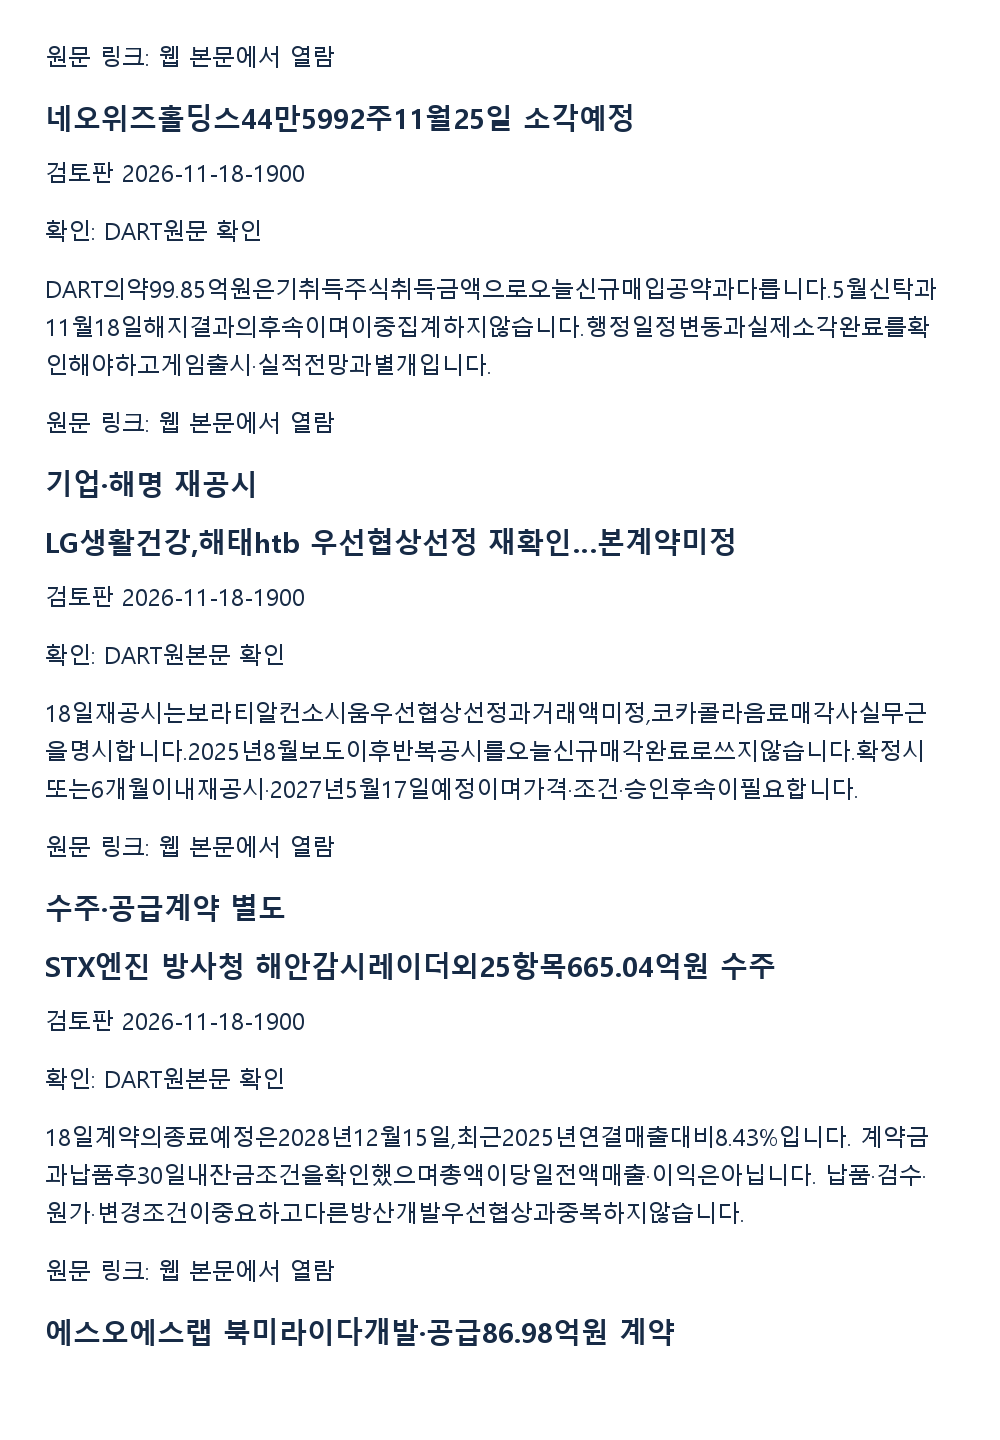 원문 링크: 웹 본문에서 열람
네오위즈홀딩스44만5992주11월25일 소각예정
검토판 2026-11-18-1900
확인: DART원문 확인
DART의약99.85억원은기취득주식취득금액으로오늘신규매입공약과다릅니다.5월신탁과
11월18일해지결과의후속이며이중집계하지않습니다.행정일정변동과실제소각완료를확
인해야하고게임출시·실적전망과별개입니다.
원문 링크: 웹 본문에서 열람
기업·해명 재공시
LG생활건강,해태htb 우선협상선정 재확인…본계약미정
검토판 2026-11-18-1900
확인: DART원본문 확인
18일재공시는보라티알컨소시움우선협상선정과거래액미정,코카콜라음료매각사실무근
을명시합니다.2025년8월보도이후반복공시를오늘신규매각완료로쓰지않습니다.확정시
또는6개월이내재공시·2027년5월17일예정이며가격·조건·승인후속이필요합니다.
원문 링크: 웹 본문에서 열람
수주·공급계약 별도
STX엔진 방사청 해안감시레이더외25항목665.04억원 수주
검토판 2026-11-18-1900
확인: DART원본문 확인
18일계약의종료예정은2028년12월15일,최근2025년연결매출대비8.43%입니다. 계약금
과납품후30일내잔금조건을확인했으며총액이당일전액매출·이익은아닙니다. 납품·검수·
원가·변경조건이중요하고다른방산개발우선협상과중복하지않습니다.
원문 링크: 웹 본문에서 열람
에스오에스랩 북미라이다개발·공급86.98억원 계약